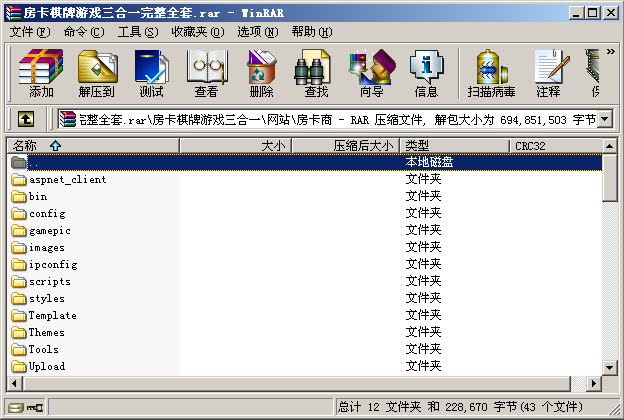 房卡棋牌游戏三合一完整全套.rar - WinRAR
文件(F) 命令(C) 工具(S) 收藏夹(O) 选项(N) 帮助(H)
添加 解压到 测试 查看 删除 查找 向导 信息 扫描病毒 注释
完整全套.rar\房卡棋牌游戏三合一\网站\房卡商 - RAR 压缩文件, 解包大小为 694,851,503 字节
名称 大小 压缩后大小 类型 CRC32
.. 本地磁盘
aspnet_client 文件夹
bin 文件夹
config 文件夹
gamepic 文件夹
images 文件夹
ipconfig 文件夹
scripts 文件夹
styles 文件夹
Template 文件夹
Themes 文件夹
Tools 文件夹
Upload 文件夹
总计 12 文件夹 和 228,670 字节(43 个文件)